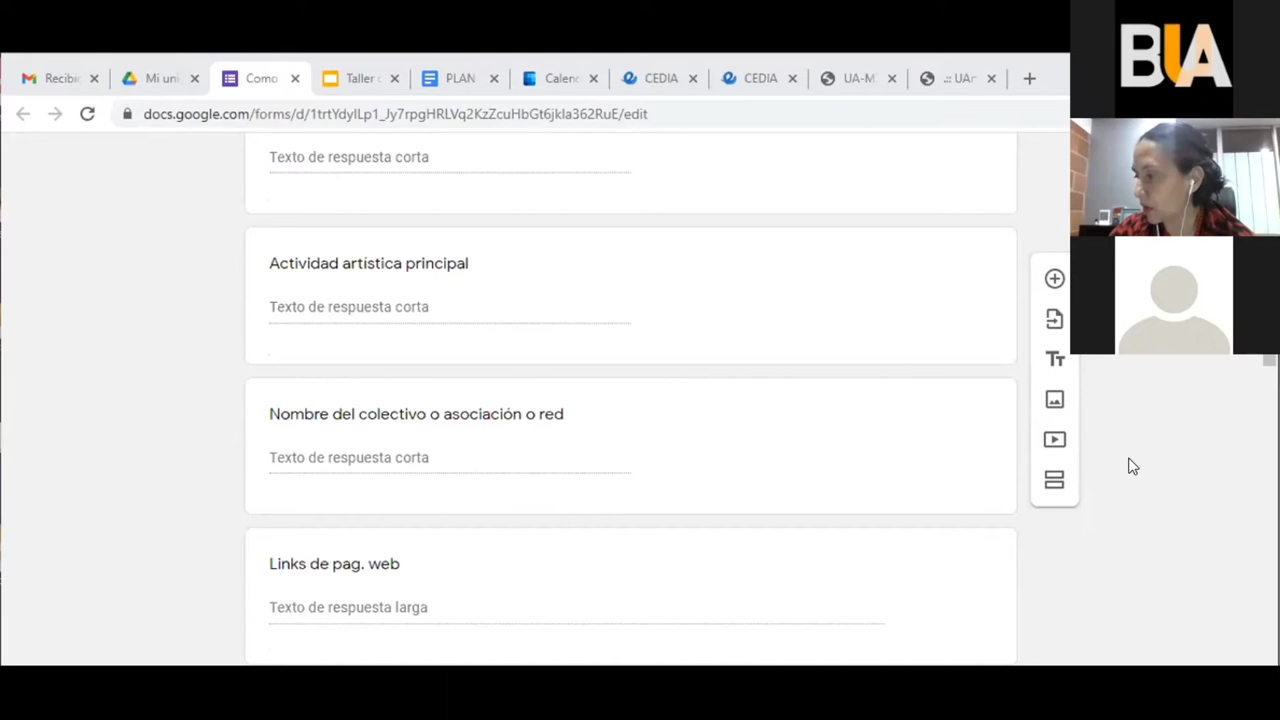 BUA
Recibi
Mi uni
Como
Taller c
PLAN
Calenc
CEDIA
CEDIA
UA-M
.:: UAr
docs.google.com/forms/d/1trtYdylLp1_Jy7rpgHRLVq2KzZcuHbGt6jkla362RuE/edit
Texto de respuesta corta
Actividad artística principal
Texto de respuesta corta
Nombre del colectivo o asociación o red
Texto de respuesta corta
Links de pag. web
Texto de respuesta larga